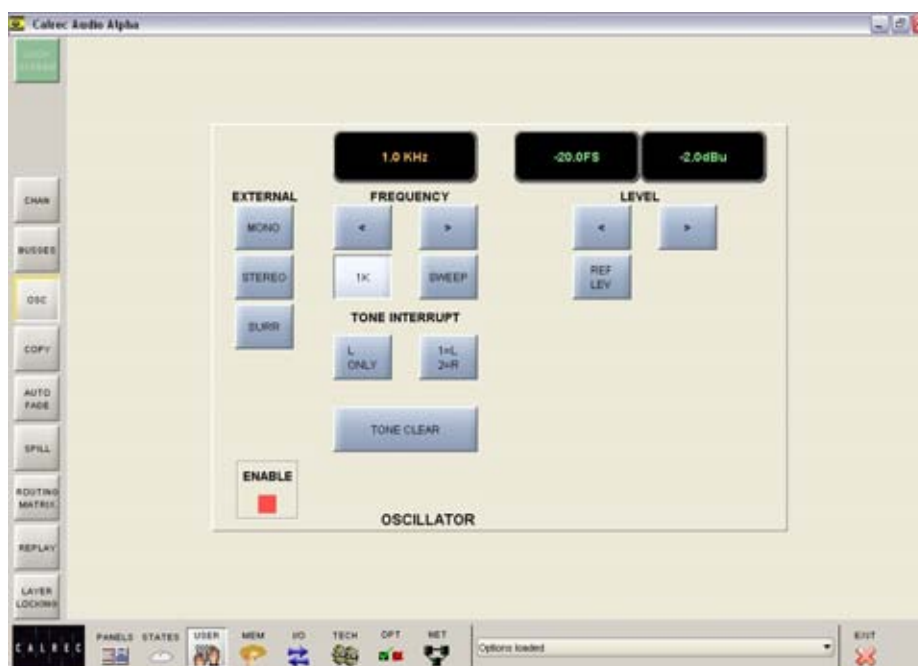 Calrec Audio Alpha
1.0 KHz
-20.0FS
-2.0dBu
EXTERNAL
FREQUENCY
LEVEL
MONO
<
>
<
>
STEREO
1K
SWEEP
REF
LEV
SURR
TONE INTERRUPT
L
ONLY
1=L
2=R
TONE CLEAR
ENABLE
OSCILLATOR
CHAN
BUSSES
OSC
COPY
AUTO
FADE
SPILL
ROUTING
MATRIX
REPLAY
LAYER
LOCKING
CALREC
PANELS
STATES
USER
MEM
I/O
TECH
OPT
NET
Options loaded
EXIT